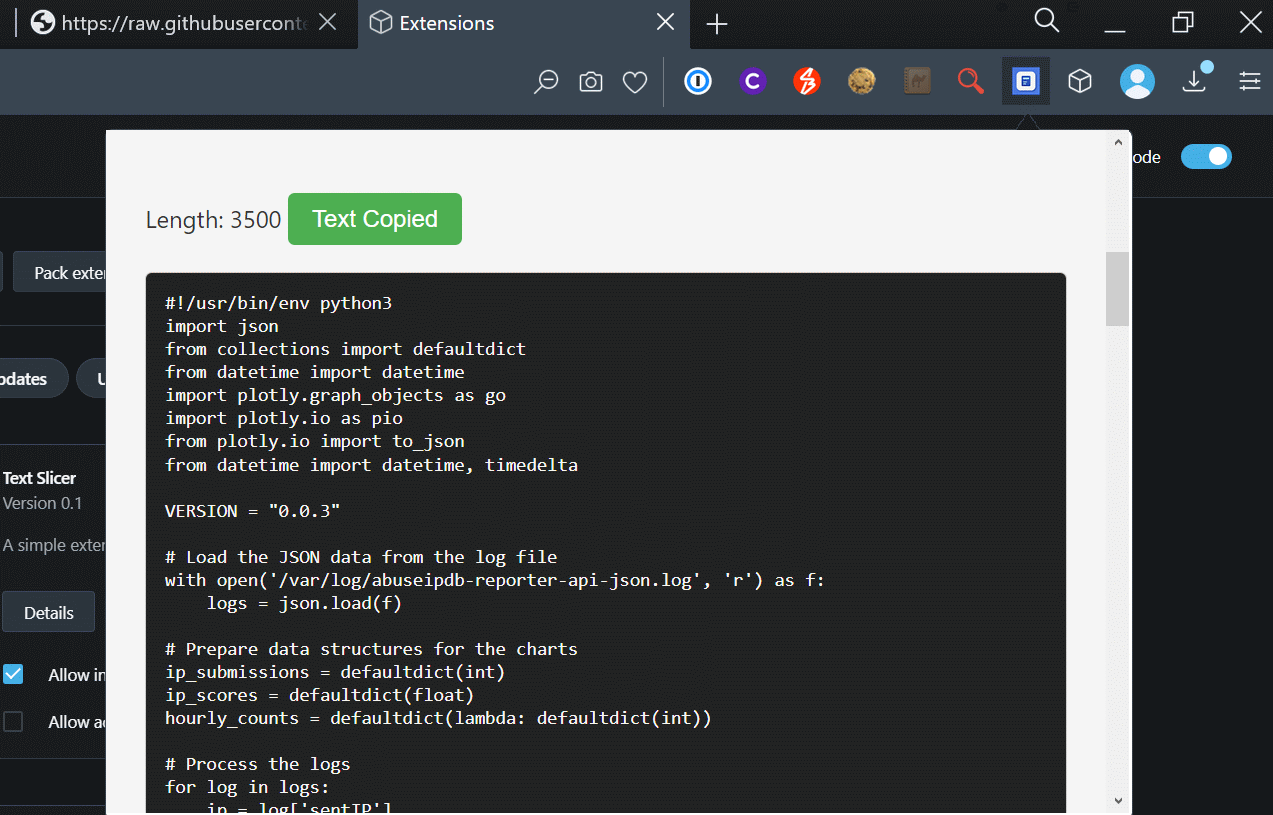 https://raw.githubuserconte
Extensions
ode
Length: 3500
Text Copied
Pack exter
pdates
U
Text Slicer
Version 0.1
A simple exter
Details
Allow in
Allow ac
#!/usr/bin/env python3
import json
from collections import defaultdict
from datetime import datetime
import plotly.graph_objects as go
import plotly.io as pio
from plotly.io import to_json
from datetime import datetime, timedelta
VERSION = "0.0.3"
# Load the JSON data from the log file
with open('/var/log/abuseipdb-reporter-api-json.log', 'r') as f:
    logs = json.load(f)
# Prepare data structures for the charts
ip_submissions = defaultdict(int)
ip_scores = defaultdict(float)
hourly_counts = defaultdict(lambda: defaultdict(int))
# Process the logs
for log in logs:
    ip = log['sentIP']